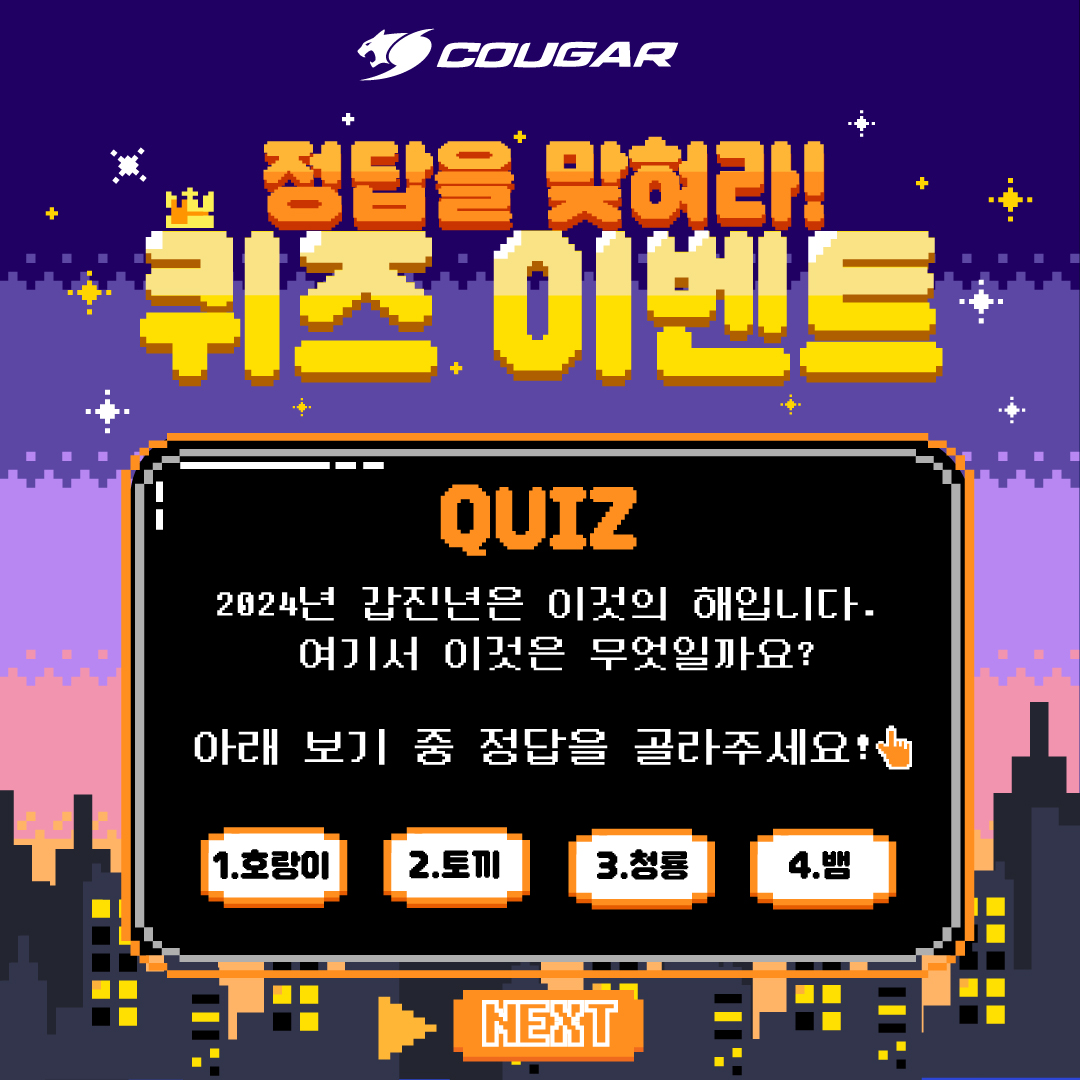 COUGAR
정답을 맞혀라!
퀴즈 이벤트
QUIZ
2024년 갑진년은 이것의 해입니다.
여기서 이것은 무엇일까요?
아래 보기 중 정답을 골라주세요!
1.호랑이
2.토끼
3.청룡
4.뱀
NEXT